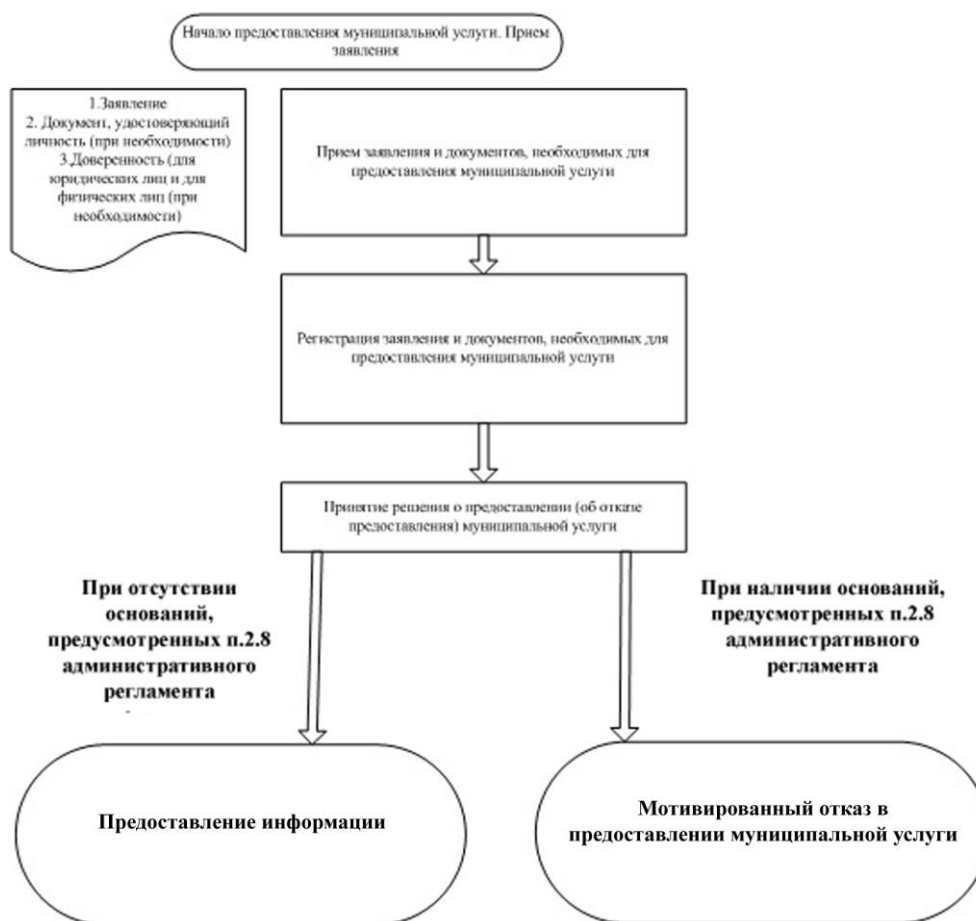 Начало предоставления муниципальной услуги. Прием
заявления
1.Заявление
2. Документ, удостоверяющий
личность (при необходимости)
3.Доверенность (для
юридических лиц и для
физических лиц (при
необходимости)
Прием заявления и документов, необходимых для
предоставления муниципальной услуги
Регистрация заявления и документов, необходимых для
предоставления муниципальной услуги
Принятие решения о предоставлении (об отказе
предоставления) муниципальной услуги
При отсутствии
оснований,
предусмотренных п.2.8
административного
регламента
При наличии оснований,
предусмотренных п.2.8
административного
регламента
Предоставление информации
Мотивированный отказ в
предоставлении муниципальной услуги